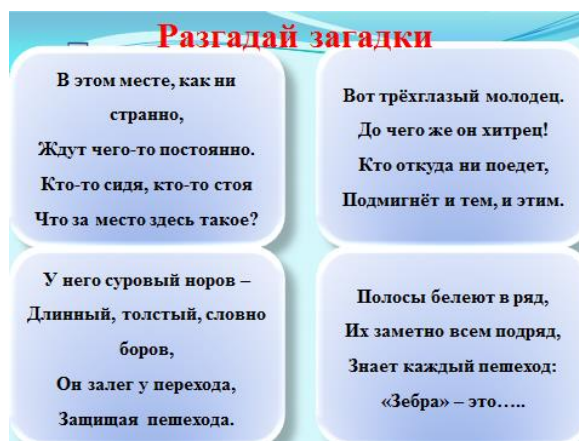 Разгадай загадки
В этом месте, как ни
странно,
Ждут чего-то постоянно.
Кто-то сидя, кто-то стоя
Что за место здесь такое?
Вот трёхглазый молодец.
До чего же он хитрец!
Кто откуда ни поедет,
Подмигнёт и тем, и этим.
У него суровый норов –
Длинный, толстый, словно
боров,
Он залег у перехода,
Защищая пешехода.
Полосы белеют в ряд,
Их заметно всем подряд,
Знает каждый пешеход:
«Зебра» – это…..